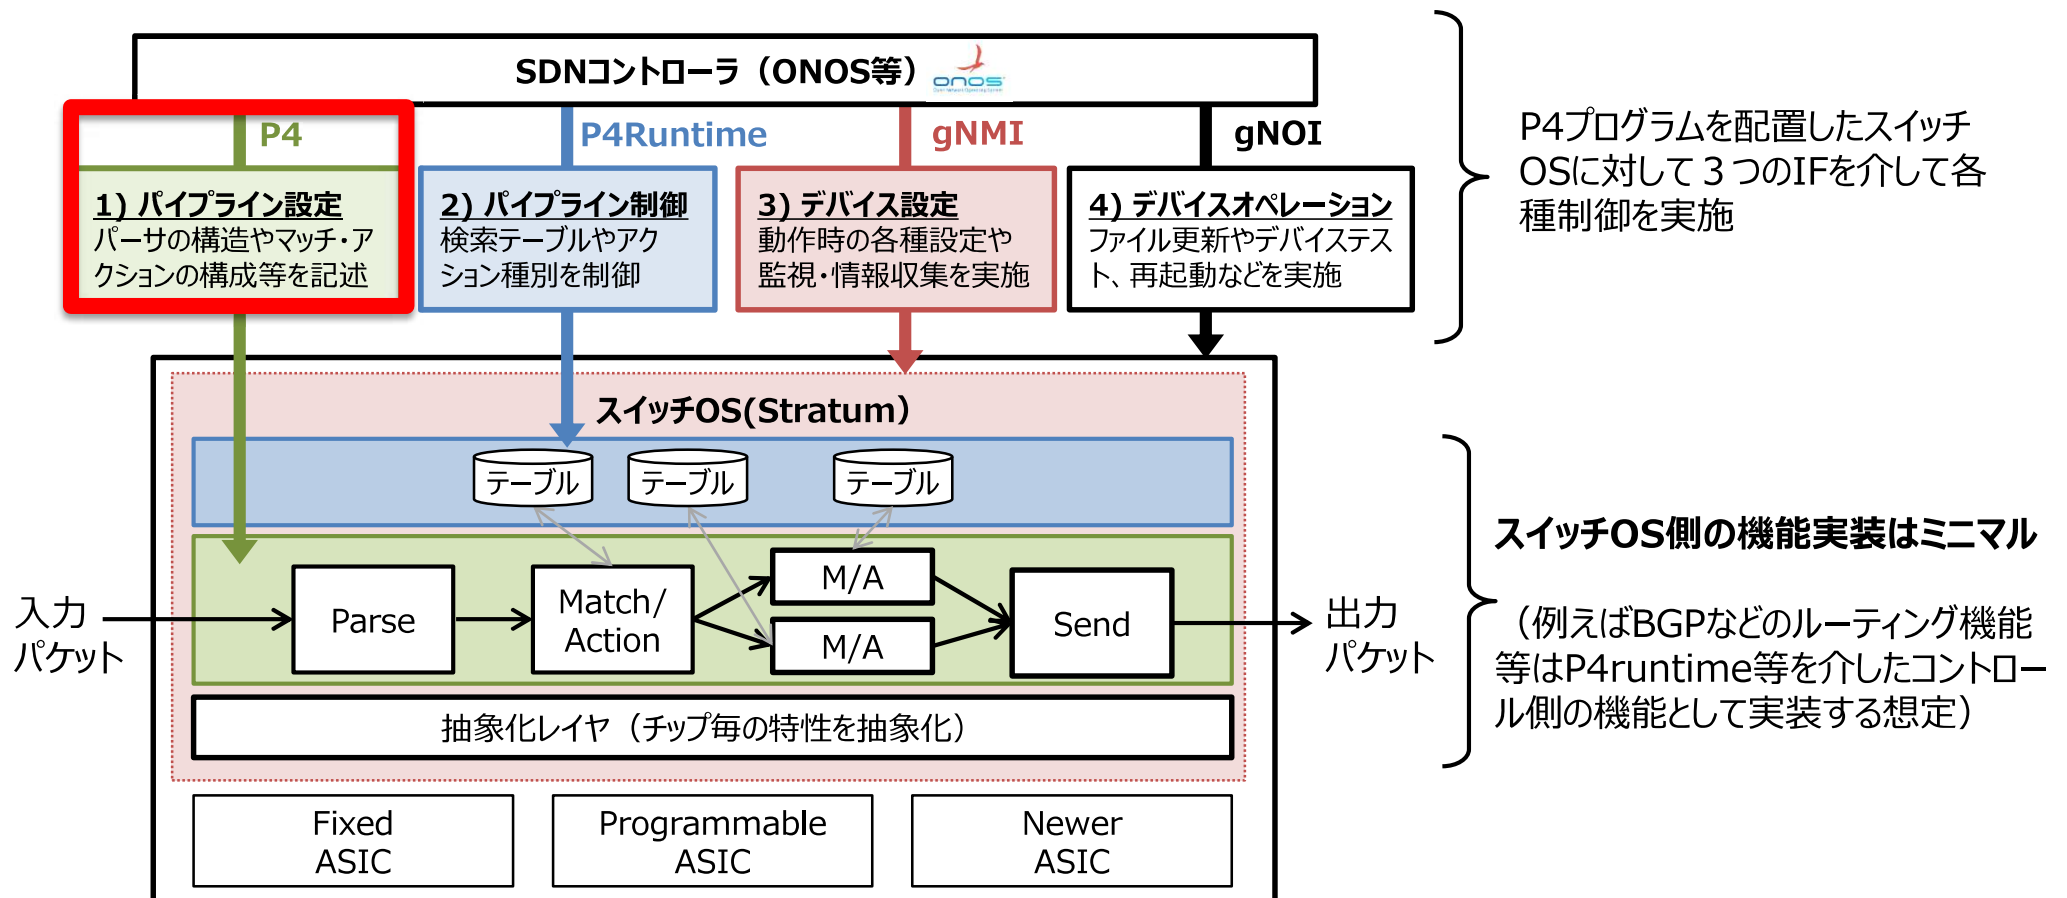 SDNコントローラ（ONOS等）
onos
P4
P4Runtime
gNMI
gNOI
1) パイプライン設定
パーサの構造やマッチ・ア
クションの構成等を記述
2) パイプライン制御
検索テーブルやアク
ション種別を制御
3) デバイス設定
動作時の各種設定や
監視・情報収集を実施
4) デバイスオペレーション
ファイル更新やデバイステス
ト、再起動などを実施
P4プログラムを配置したスイッチ
OSに対して３つのIFを介して各
種制御を実施
スイッチOS(Stratum）
テーブル
テーブル
テーブル
入力
パケット
Parse
Match/
Action
M/A
M/A
Send
出力
パケット
抽象化レイヤ（チップ毎の特性を抽象化）
Fixed
ASIC
Programmable
ASIC
Newer
ASIC
スイッチOS側の機能実装はミニマル
（例えばBGPなどのルーティング機能
等はP4runtime等を介したコントロー
ル側の機能として実装する想定）